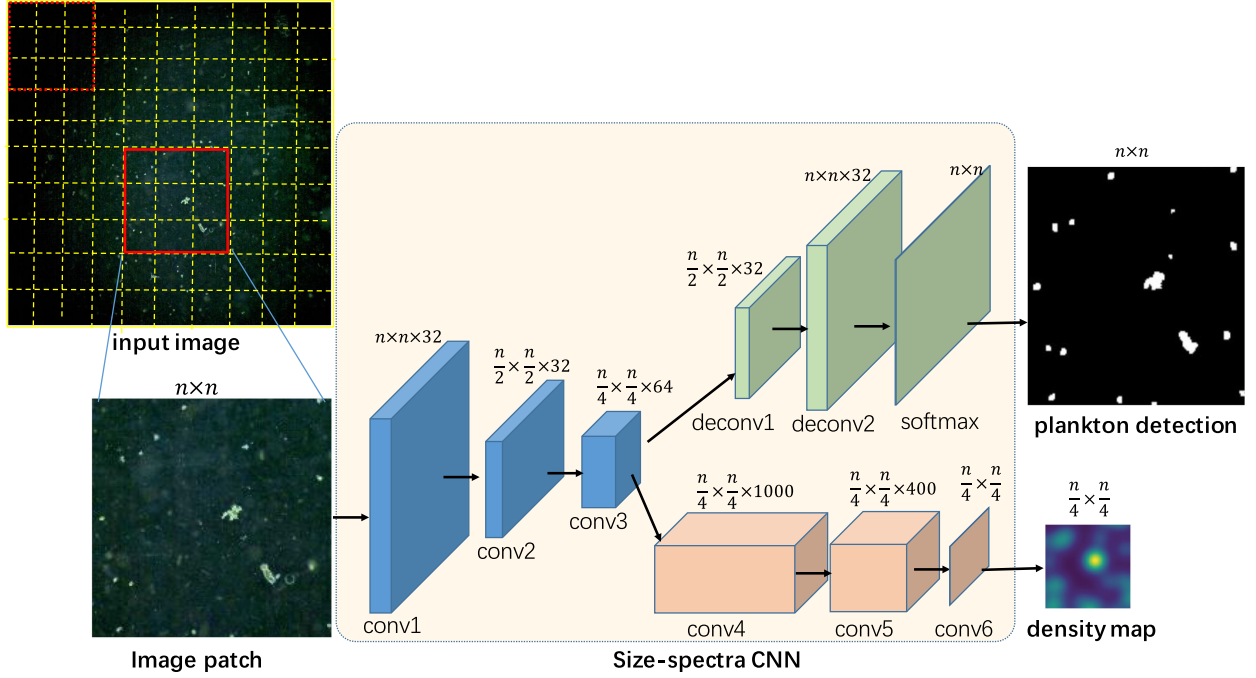 input image
n×n
Image patch
n×n×32
conv1
n/2 × n/2 ×32
conv2
n/4 × n/4 ×64
conv3
n/2 × n/2 ×32
deconv1
n×n×32
deconv2
n×n
softmax
n/4 × n/4 ×1000
conv4
n/4 × n/4 ×400
conv5
n/4 × n/4
conv6
Size-spectra CNN
n×n
plankton detection
n/4 × n/4
density map